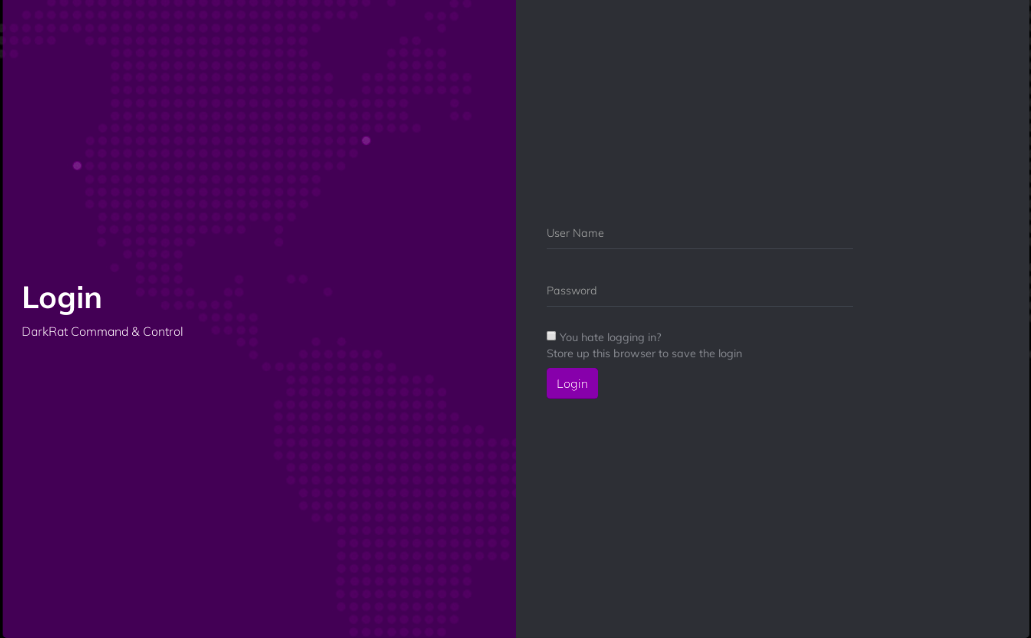 Login
DarkRat Command & Control
User Name
Password
You hate logging in?
Store up this browser to save the login
Login